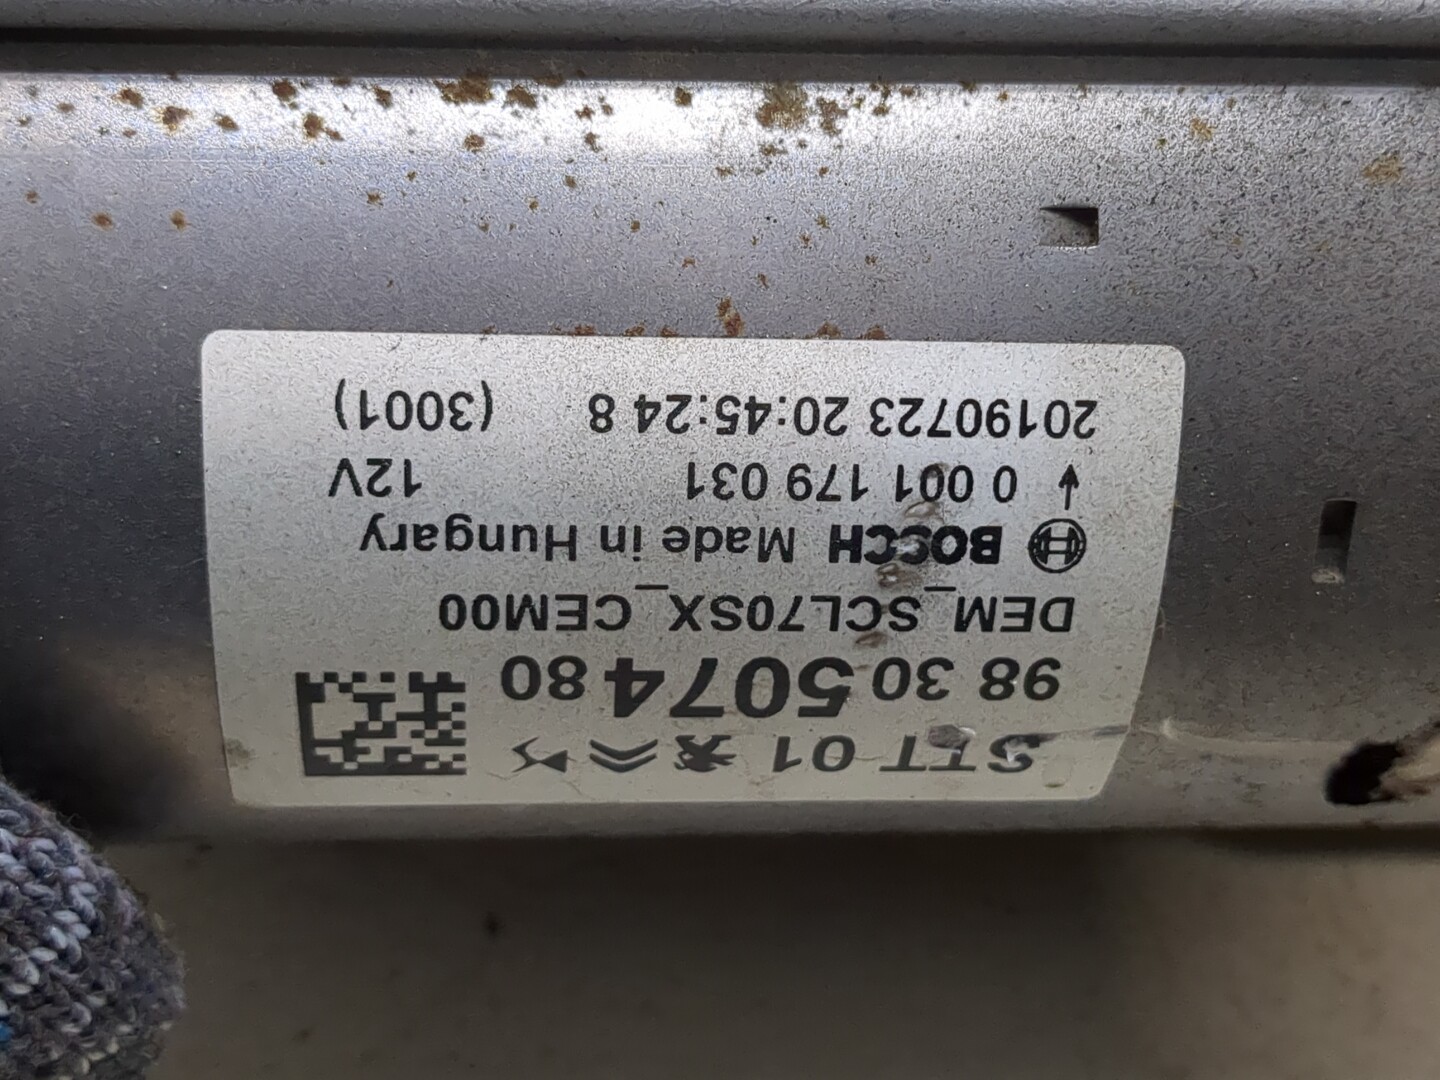 STT 01
98 30 5074 80
DEM_SCL70SX_CEM00
BOSCH Made in Hungary
0 001 179 031 12V
20190723 20:45:24 8 (3001)